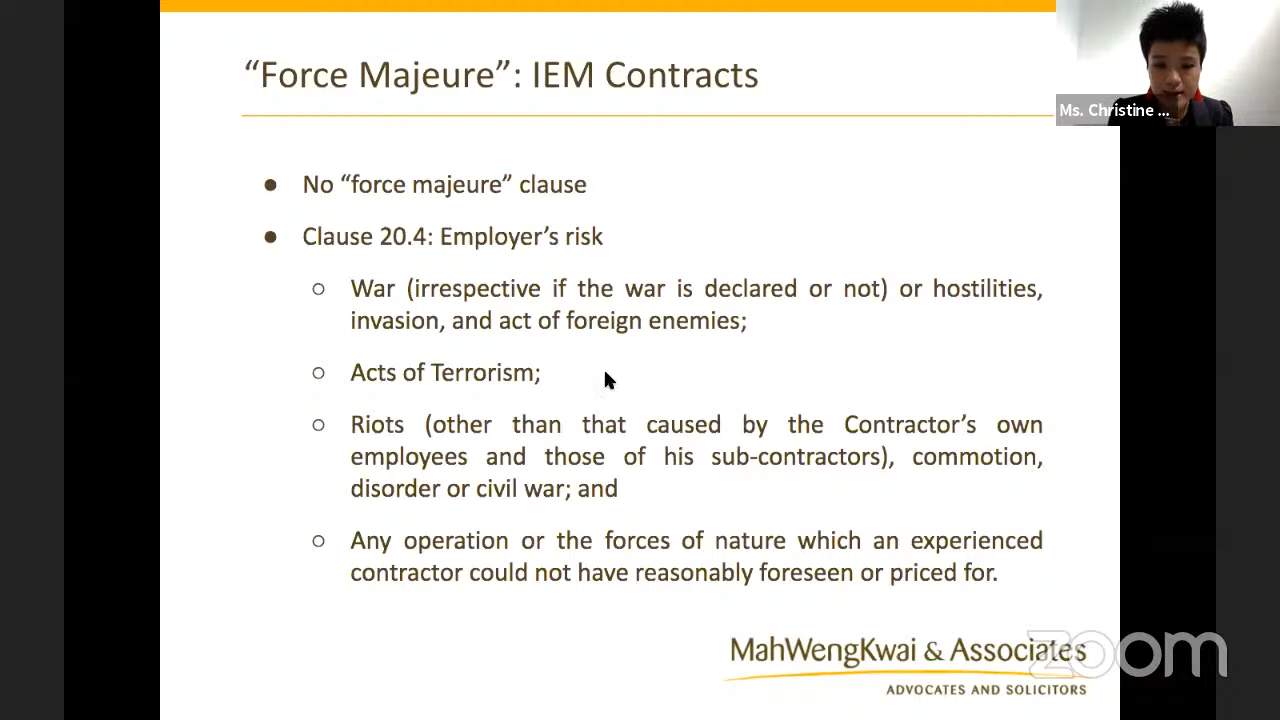 “Force Majeure”: IEM Contracts
Ms. Christine ...
● No “force majeure” clause
● Clause 20.4: Employer’s risk
○ War (irrespective if the war is declared or not) or hostilities,
invasion, and act of foreign enemies;
○ Acts of Terrorism;
○ Riots (other than that caused by the Contractor’s own
employees and those of his sub-contractors), commotion,
disorder or civil war; and
○ Any operation or the forces of nature which an experienced
contractor could not have reasonably foreseen or priced for.
MahWengKwai & Associates
ADVOCATES AND SOLICITORS
zoom